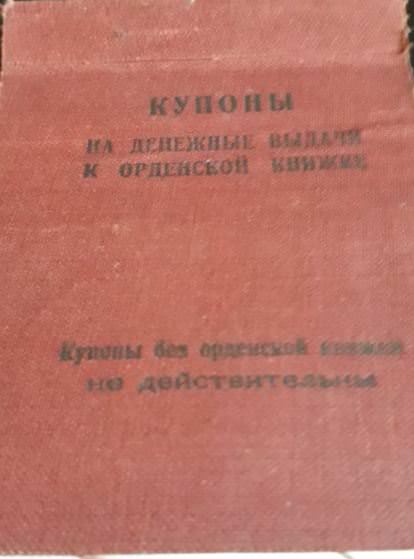 КУПОНЫ
НА ДЕНЕЖНЫЕ ВЫДАЧИ
К ОРДЕНСКОЙ КНИЖКЕ
Купоны без орденской книжки
не действительны